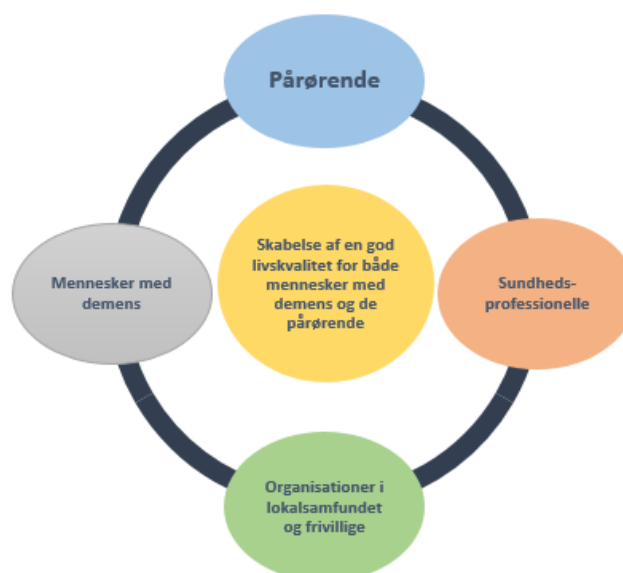 Pårørende
Skabelse af en god
livskvalitet for både
mennesker med
demens og de
pårørende
Mennesker med
demens
Sundheds-
professionelle
Organisationer i
lokalsamfundet
og frivillige